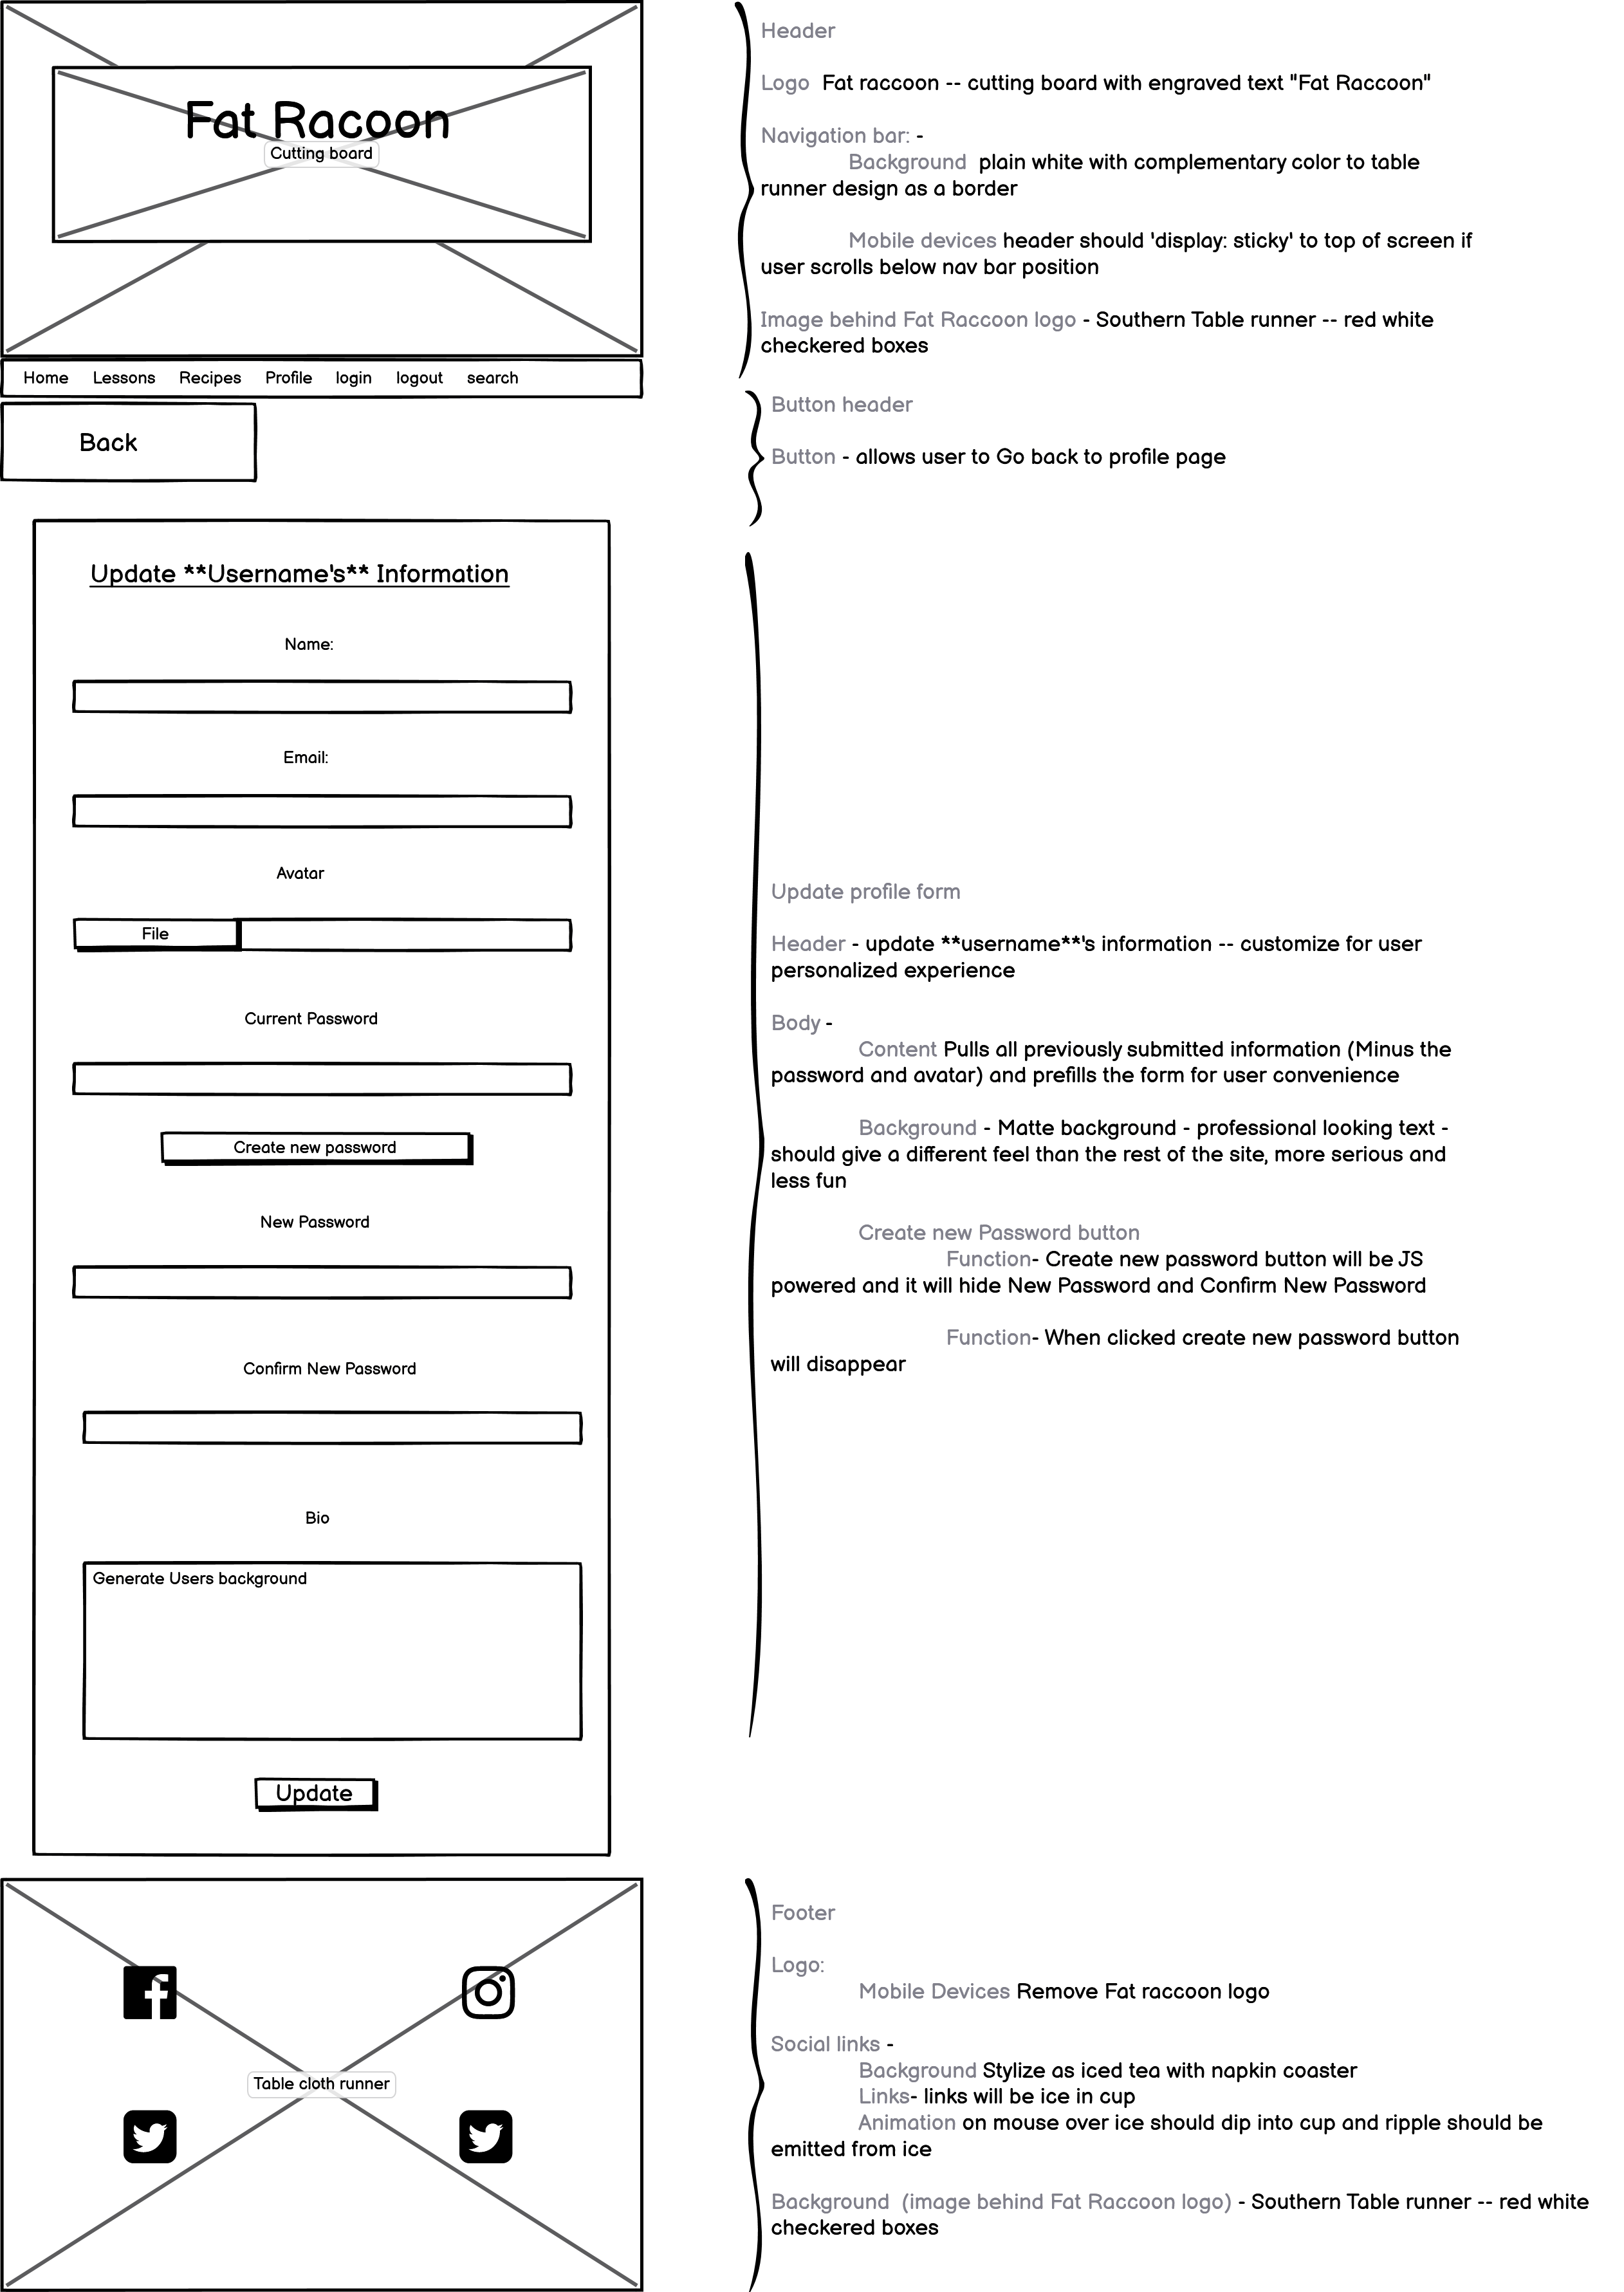 Fat Racoon
Cutting board
Home Lessons Recipes Profile login logout search
Back
Update **Username's** Information
Name:
Email:
Avatar
File
Current Password
Create new password
New Password
Confirm New Password
Bio
Generate Users background
Update
Table cloth runner
Header
Logo Fat raccoon -- cutting board with engraved text "Fat Raccoon"
Navigation bar: -
Background plain white with complementary color to table
runner design as a border
Mobile devices header should 'display: sticky' to top of screen if
user scrolls below nav bar position
Image behind Fat Raccoon logo - Southern Table runner -- red white
checkered boxes
Button header
Button - allows user to Go back to profile page
Update profile form
Header - update **username**'s information -- customize for user
personalized experience
Body -
Content Pulls all previously submitted information (Minus the
password and avatar) and prefills the form for user convenience
Background - Matte background - professional looking text -
should give a different feel than the rest of the site, more serious and
less fun
Create new Password button
Function- Create new password button will be JS
powered and it will hide New Password and Confirm New Password
Function- When clicked create new password button
will disappear
Footer
Logo:
Mobile Devices Remove Fat raccoon logo
Social links -
Background Stylize as iced tea with napkin coaster
Links- links will be ice in cup
Animation on mouse over ice should dip into cup and ripple should be
emitted from ice
Background (image behind Fat Raccoon logo) - Southern Table runner -- red white
checkered boxes